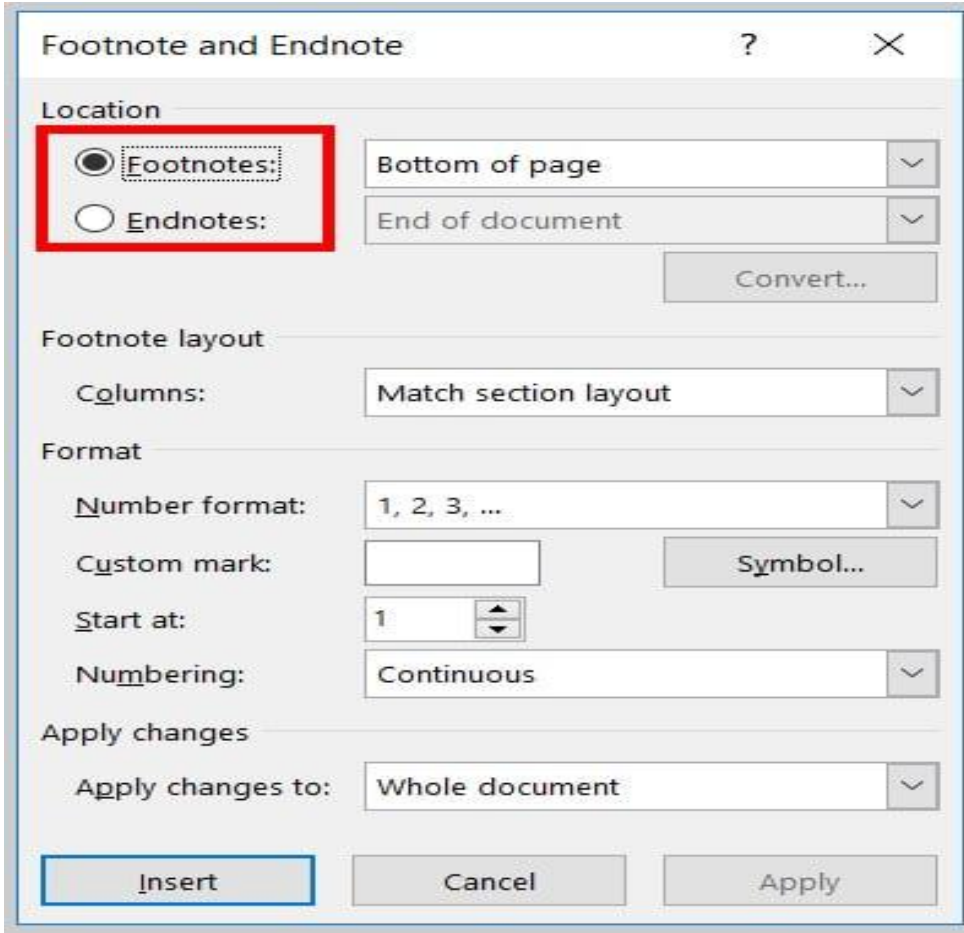 Footnote and Endnote ?
Location
Footnotes: Bottom of page
Endnotes: End of document
Convert...
Footnote layout
Columns: Match section layout
Format
Number format: 1, 2, 3, ...
Custom mark: Symbol...
Start at: 1
Numbering: Continuous
Apply changes
Apply changes to: Whole document
Insert Cancel Apply